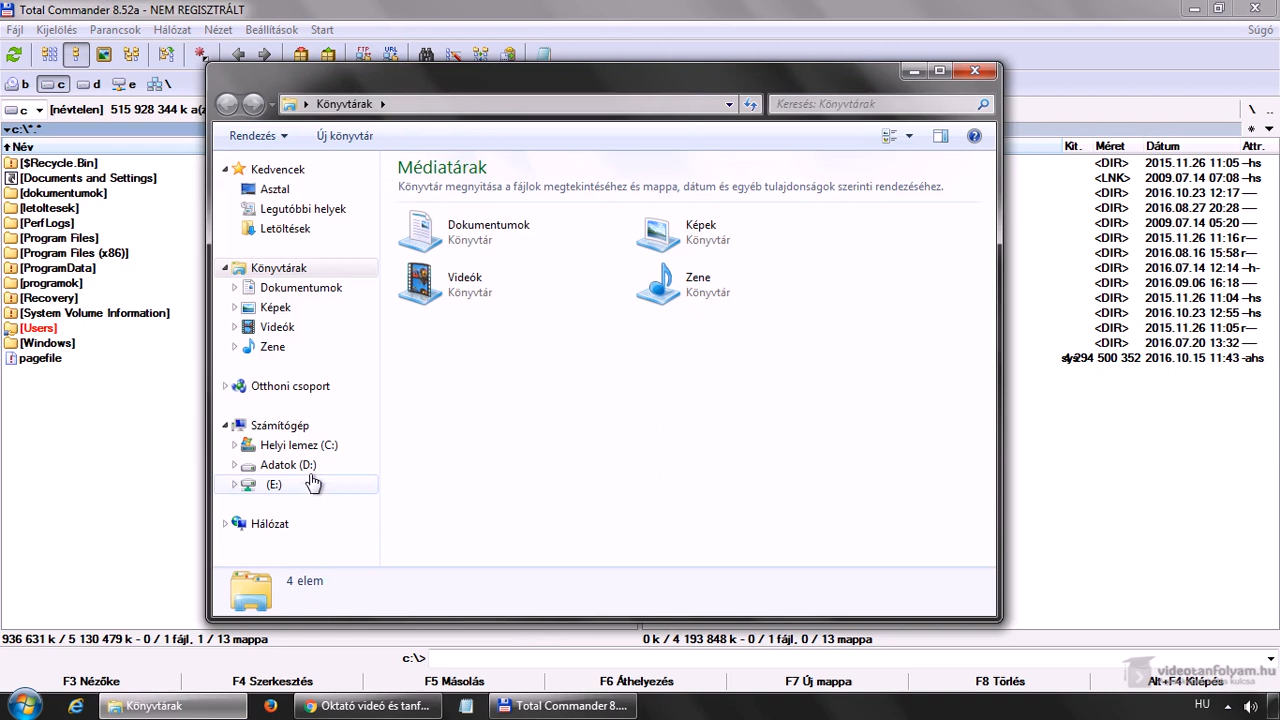 Total Commander 8.52a - NEM REGISZTRÁLT
Fájl Kijelölés Parancsok Hálózat Nézet Beállítások Start Súgó
FTP URL
b c d e \
c [névtelen] 515 928 344 k a(z \ ..
c:\*.* * ▼
Név Kit. Méret Dátum Attr.
[$Recycle.Bin] <DIR> 2015.11.26 11:05 –hs
[Documents and Settings] <LNK> 2009.07.14 07:08 –hs
[dokumentumok] <DIR> 2016.10.23 12:17 —
[letoltesek] <DIR> 2016.08.27 20:28 —
[PerfLogs] <DIR> 2009.07.14 05:20 —
[Program Files] <DIR> 2015.11.26 11:16 r—
[Program Files (x86)] <DIR> 2016.08.16 15:58 r—
[ProgramData] <DIR> 2016.07.14 12:14 –h-
[programok] <DIR> 2016.09.06 16:18 —
[Recovery] <DIR> 2015.11.26 11:04 –hs
[System Volume Information] <DIR> 2016.10.23 12:55 –hs
[Users] <DIR> 2015.11.26 11:05 r—
[Windows] <DIR> 2016.07.20 13:32 —
pagefile sys 4 294 500 352 2016.10.15 11:43 –ahs
Könyvtárak
Keresés: Könyvtárak
Rendezés Új könyvtár
Kedvencek
Asztal
Legutóbbi helyek
Letöltések
Könyvtárak
Dokumentumok
Képek
Videók
Zene
Otthoni csoport
Számítógép
Helyi lemez (C:)
Adatok (D:)
(E:)
Hálózat
Médiatárak
Könyvtár megnyitása a fájlok megtekintéséhez és mappa, dátum és egyéb tulajdonságok szerinti rendezéséhez.
Dokumentumok
Könyvtár
Képek
Könyvtár
Videók
Könyvtár
Zene
Könyvtár
4 elem
936 631 k / 5 130 479 k - 0 / 1 fájl, 1 / 13 mappa 0 k / 4 193 848 k - 0 / 1 fájl, 0 / 13 mappa
c:\>
F3 Nézőke F4 Szerkesztés F5 Másolás F6 Áthelyezés F7 Új mappa F8 Törlés Alt+F4 Kilépés
videotanfolyam.hu
Könyvtárak Oktató videó és tanf... Total Commander 8.... HU